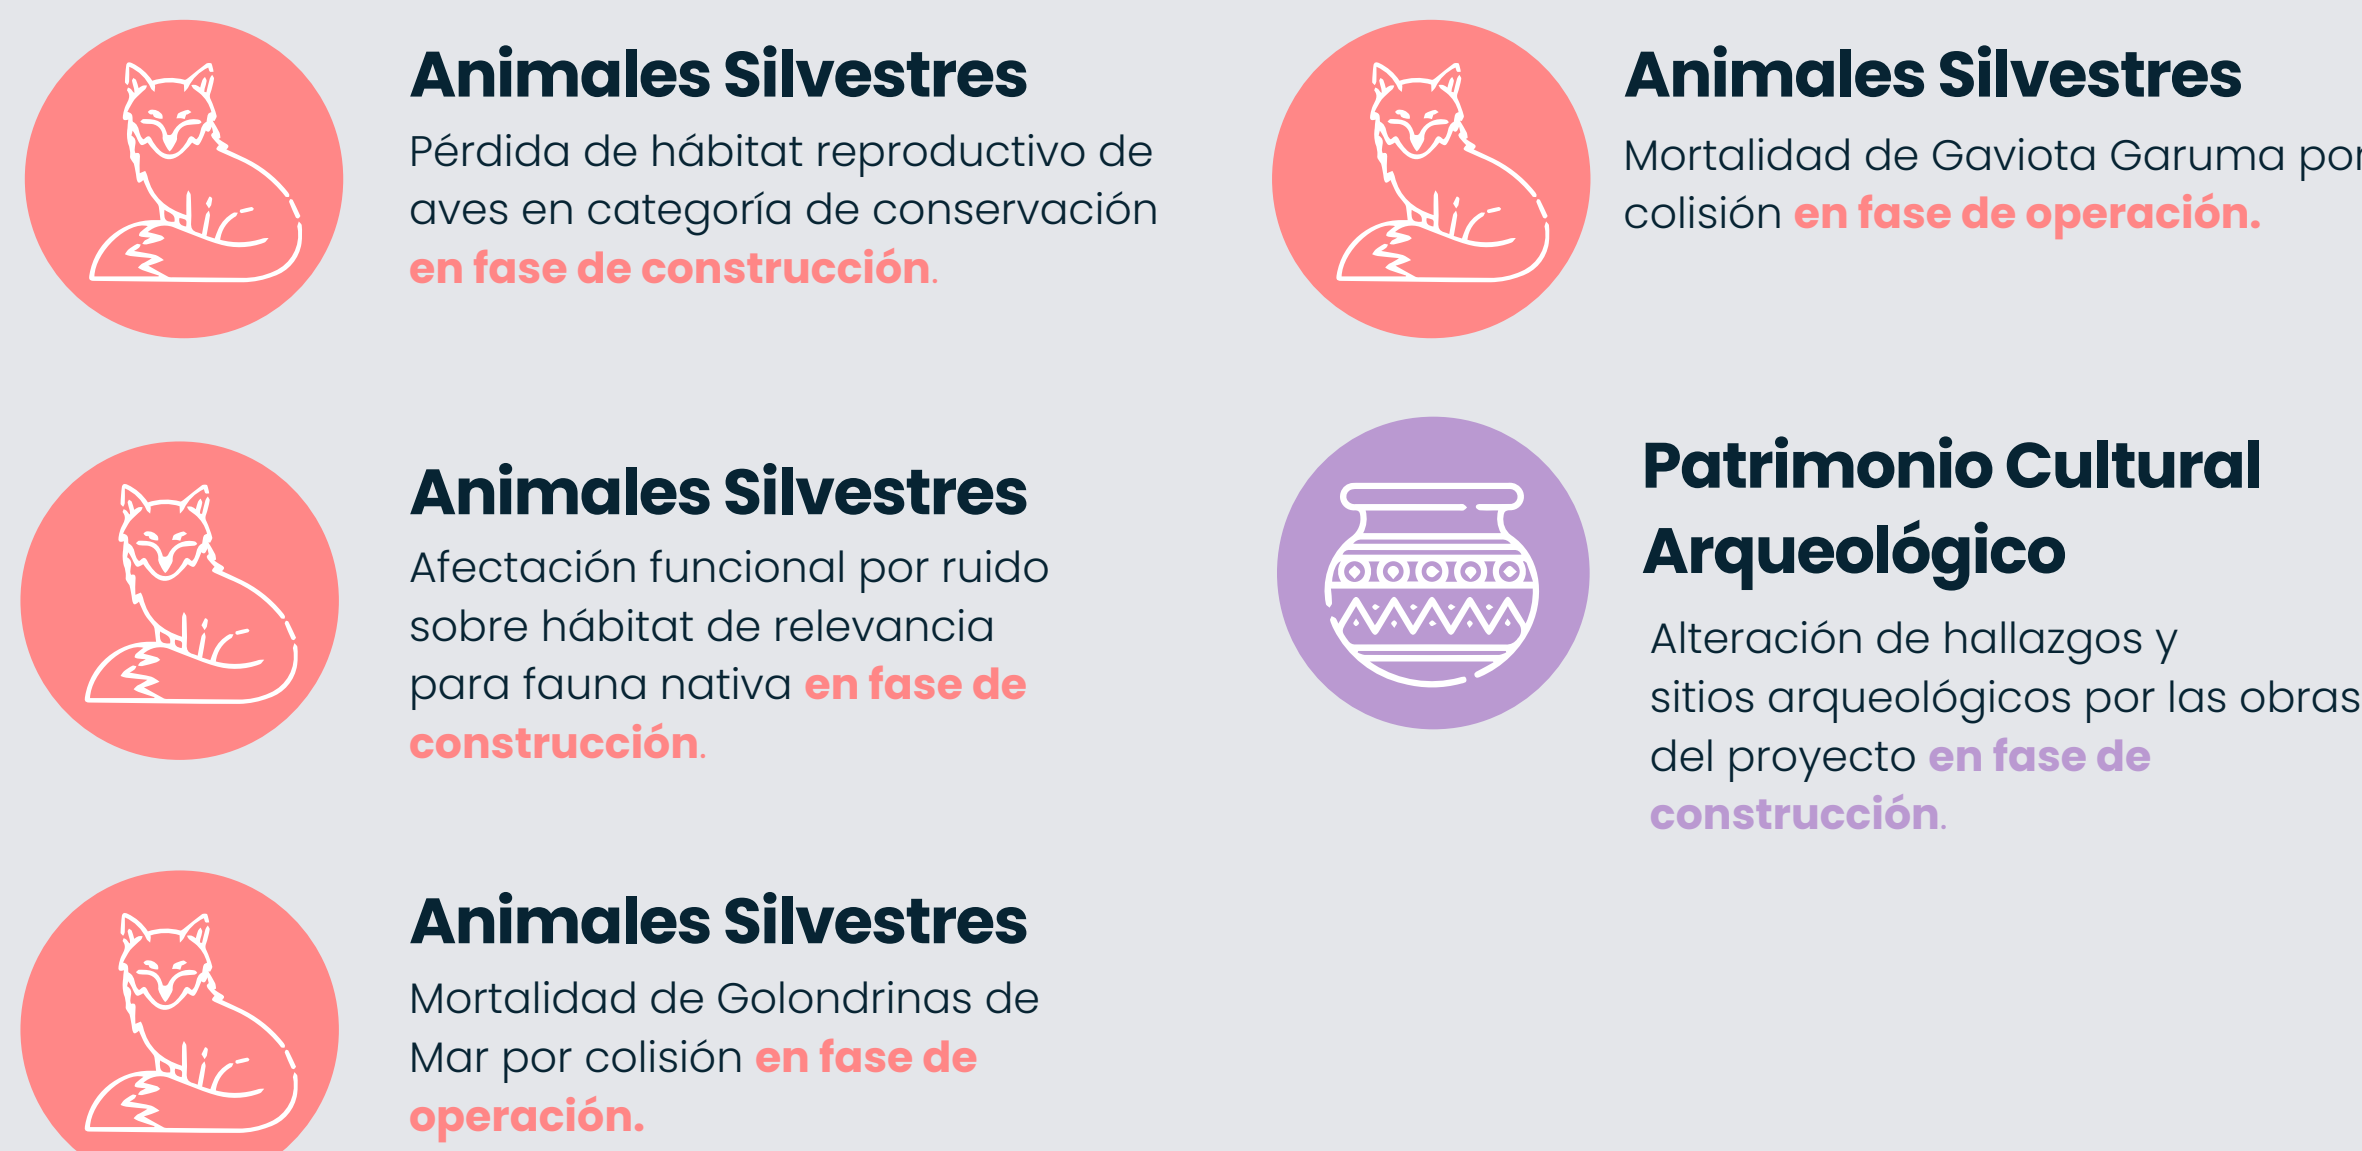 Animales Silvestres
Pérdida de hábitat reproductivo de
aves en categoría de conservación
en fase de construcción.
Animales Silvestres
Afectación funcional por ruido
sobre hábitat de relevancia
para fauna nativa en fase de
construcción.
Animales Silvestres
Mortalidad de Golondrinas de
Mar por colisión en fase de
operación.
Animales Silvestres
Mortalidad de Gaviota Garuma por
colisión en fase de operación.
Patrimonio Cultural
Arqueológico
Alteración de hallazgos y
sitios arqueológicos por las obras
del proyecto en fase de
construcción.